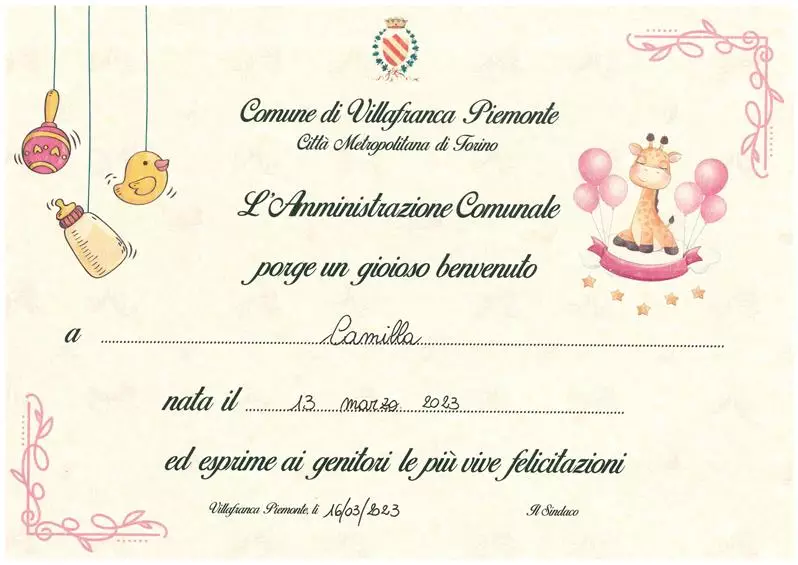 Comune di Villafranca Piemonte
Città Metropolitana di Torino
L'Amministrazione Comunale
porge un gioioso benvenuto
a Camilla
nata il 13 marzo 2023
ed esprime ai genitori le più vive felicitazioni
Villafranca Piemonte, li 16/03/2023 Il Sindaco